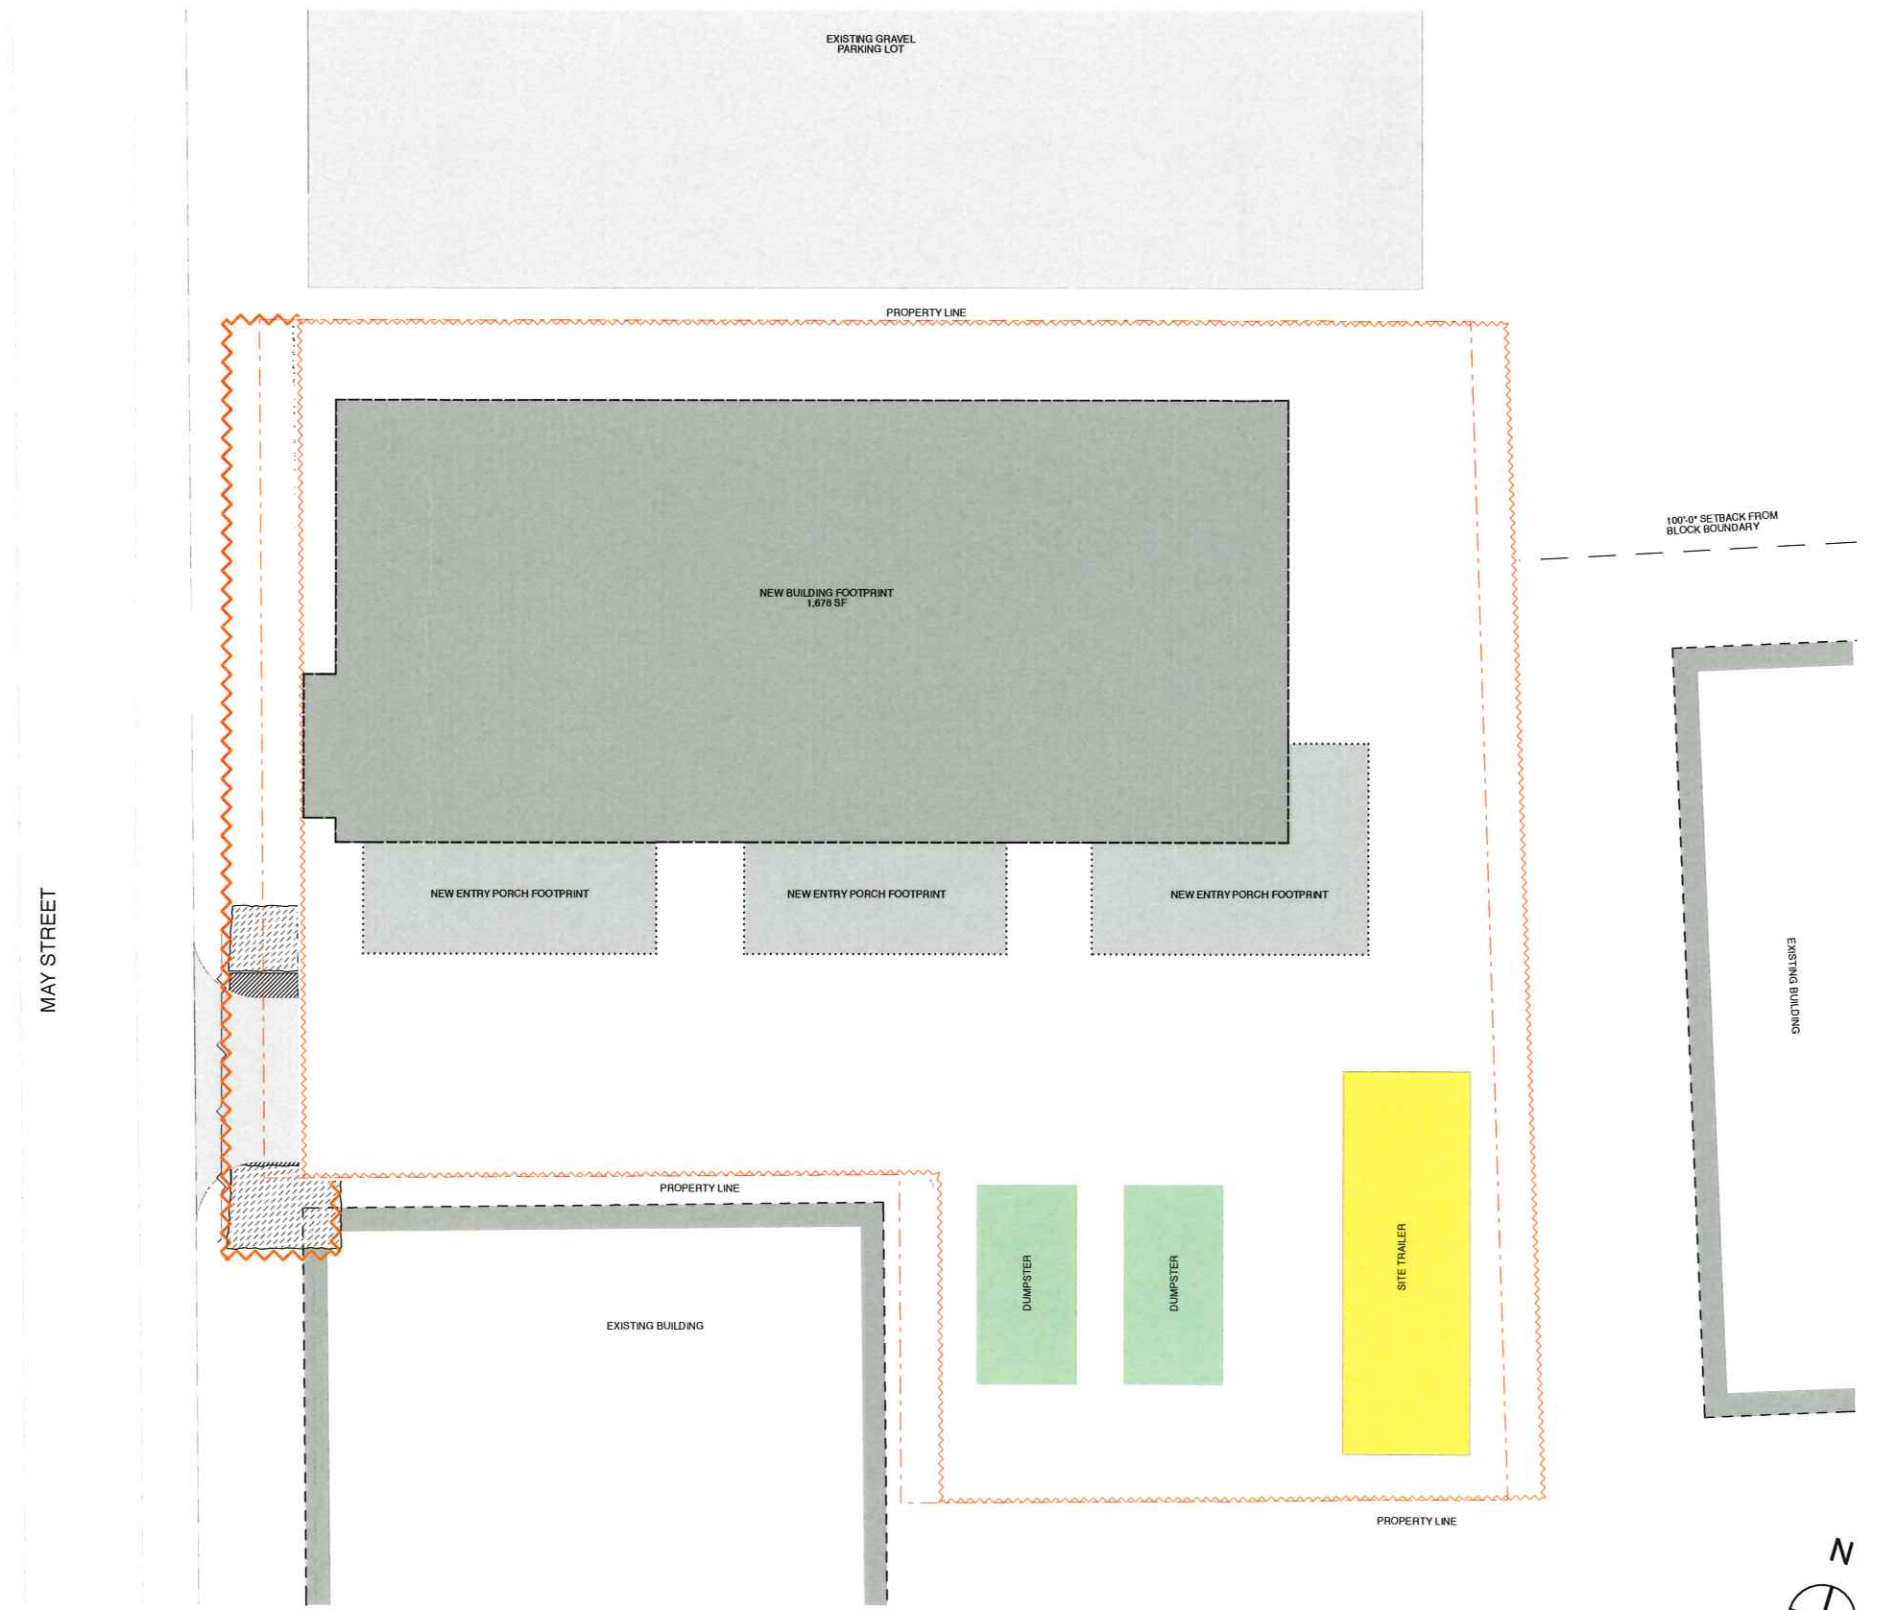 EXISTING GRAVEL
PARKING LOT
PROPERTY LINE
100'-0" SETBACK FROM
BLOCK BOUNDARY
NEW BUILDING FOOTPRINT
1,678 SF
NEW ENTRY PORCH FOOTPRINT
NEW ENTRY PORCH FOOTPRINT
NEW ENTRY PORCH FOOTPRINT
MAY STREET
EXISTING BUILDING
PROPERTY LINE
DUMPSTER
DUMPSTER
SITE TRAILER
EXISTING BUILDING
PROPERTY LINE
N